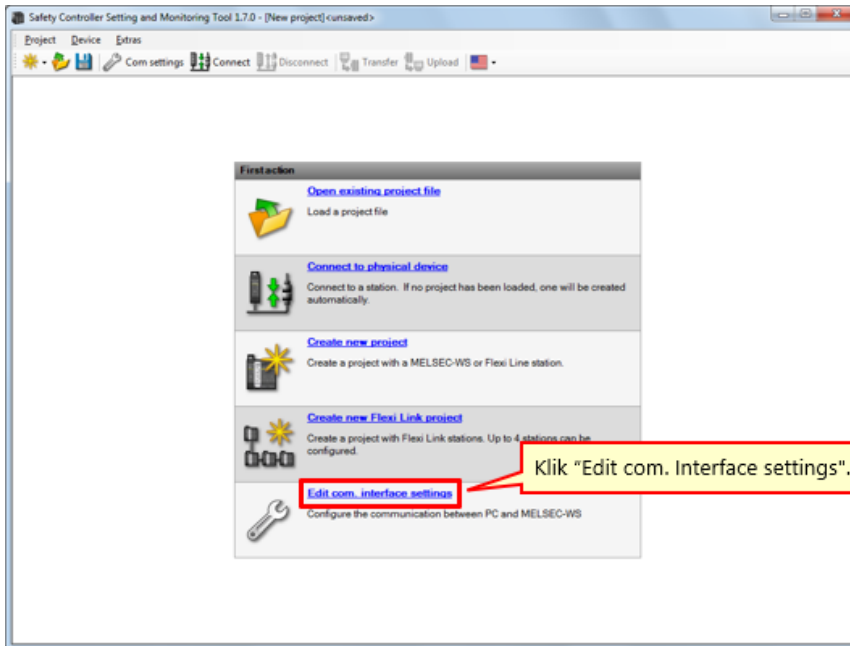 Safety Controller Setting and Monitoring Tool 1.7.0 - [New project] <unsaved>
Project Device Extras
Com settings Connect Disconnect Transfer Upload
First action
Open existing project file
Load a project file
Connect to physical device
Connect to a station. If no project has been loaded, one will be created
automatically.
Create new project
Create a project with a MELSEC-WS or Flexi Line station.
Create new Flexi Link project
Create a project with Flexi Link stations. Up to 4 stations can be
configured.
Klik "Edit com. Interface settings".
Edit com. interface settings
Configure the communication between PC and MELSEC-WS